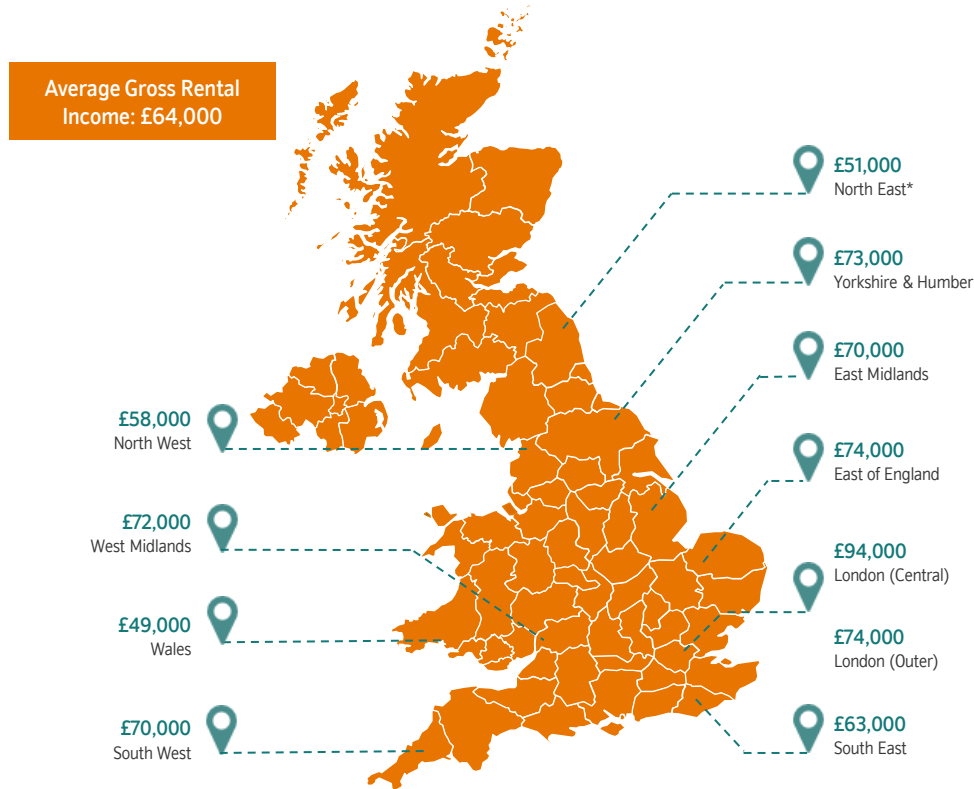 Average Gross Rental
Income: £64,000
£51,000
North East*
£73,000
Yorkshire & Humber
£70,000
East Midlands
£58,000
North West
£74,000
East of England
£72,000
West Midlands
£94,000
London (Central)
£49,000
Wales
£74,000
London (Outer)
£70,000
South West
£63,000
South East